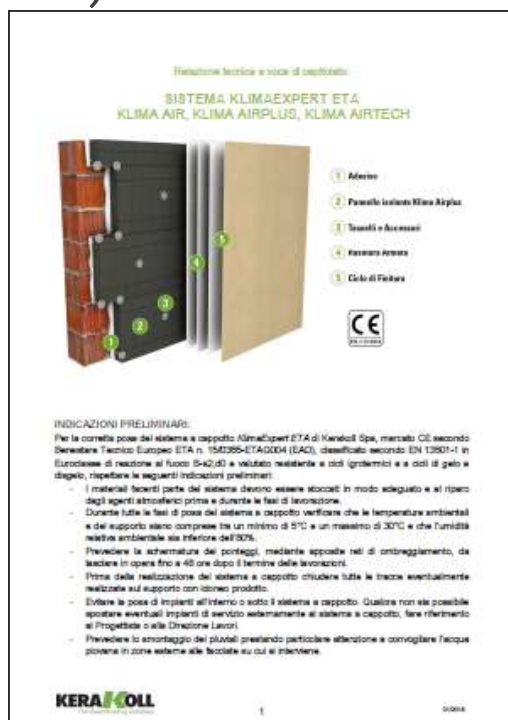 Relazione tecnica e voce di capitolato:
SISTEMA KLIMAEXPERT ETA
KLIMA AIR, KLIMA AIRPLUS, KLIMA AIRTECH
1 Adesivo
2 Pannello isolante Klima Airplus
3 Tasselli e Accessori
4 Rasatura Armata
5 Ciclo di Finitura
5
4
3
2
1
CE
INDICAZIONI PRELIMINARI:
Per la corretta posa del sistema a cappotto KlimaExpert ETA di Kerakoll Spa, marcato CE secondo
Benestare Tecnico Europeo ETA n. 15/0355-ETAG004 (EAD), classificato secondo EN 13501-1 in
Euroclasse di reazione al fuoco B-s2,d0 e valutato resistente a cicli igrotermici e a cicli di gelo e
disgelo, rispettare le seguenti indicazioni preliminari:
- I materiali facenti parte del sistema devono essere stoccati in modo adeguato e al riparo
dagli agenti atmosferici prima e durante le fasi di lavorazione.
- Durante tutte le fasi di posa del sistema a cappotto verificare che le temperature ambientali
e del supporto siano comprese tra un minimo di 5°C e un massimo di 30°C e che l'umidità
relativa ambientale sia inferiore dell'80%.
- Prevedere la schermatura dei ponteggi, mediante apposite reti di ombreggiamento, da
lasciare in opera fino a 48 ore dopo il termine delle lavorazioni.
- Prima della realizzazione del sistema a cappotto chiudere tutte le tracce eventualmente
realizzate sul supporto con idoneo prodotto.
- Evitare la posa di impianti all'interno o sotto il sistema a cappotto. Qualora non sia possibile
spostare eventuali impianti di servizio esternamente al sistema a cappotto, fare riferimento
al Progettista o alla Direzione Lavori.
- Prevedere lo smontaggio dei pluviali prestando particolare attenzione a convogliare l'acqua
piovana in zone esterne alle facciate su cui si interviene.
KERAKOLL
1